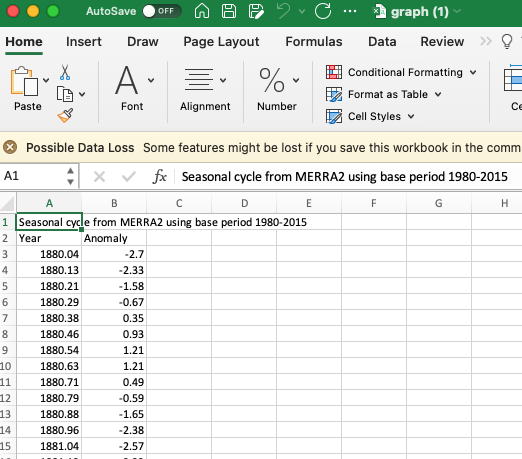 AutoSave OFF ... graph (1)
Home Insert Draw Page Layout Formulas Data Review >>
Paste
A
Font
Alignment
%
Number
Conditional Formatting
Format as Table
Cell Styles
Ce
Possible Data Loss Some features might be lost if you save this workbook in the comm
A1 fx Seasonal cycle from MERRA2 using base period 1980-2015
A B C D E F G H
1 Seasonal cycle from MERRA2 using base period 1980-2015
2 Year Anomaly
3 1880.04 -2.7
4 1880.13 -2.33
5 1880.21 -1.58
6 1880.29 -0.67
7 1880.38 0.35
8 1880.46 0.93
9 1880.54 1.21
10 1880.63 1.21
11 1880.71 0.49
12 1880.79 -0.59
13 1880.88 -1.65
14 1880.96 -2.38
15 1881.04 -2.57